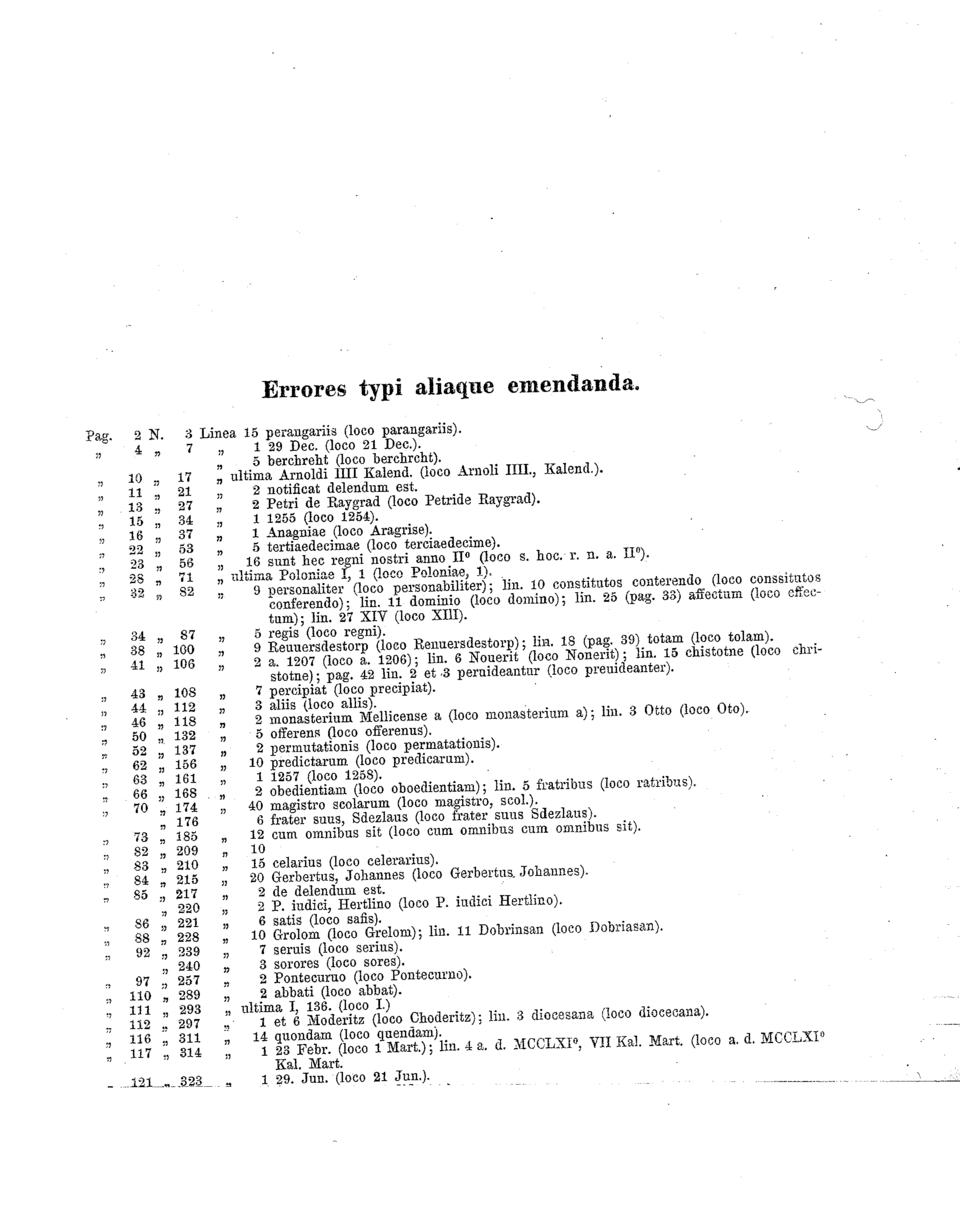 Errores typi aliaque emendanda.
Pag. 2 N. 3 Linea 15 perangariis (loco parangariis).
„ 4 „ 7 „ 1 29 Dec. (loco 21 Dec.).
„ 5 berchreht (loco berchrcht).
„ 10 „ 17 „ ultima Arnoldi IIII Kalend. (loco Arnoli IIII., Kalend.).
„ 11 „ 21 „ 2 notificat delendum est.
„ 13 „ 27 „ 2 Petri de Raygrad (loco Petride Raygrad).
„ 15 „ 34 „ 1 1255 (loco 1254).
„ 16 „ 37 „ 1 Anagniae (loco Aragrise).
„ 22 „ 53 „ 5 tertiaedecimae (loco terciaedecime).
„ 23 „ 56 „ 16 sunt hec regni nostri anno IIº (loco s. hoc. r. n. a. IIº).
„ 28 „ 71 „ ultima Poloniae I, 1 (loco Poloniae, 1).
„ 32 „ 82 „ 9 personaliter (loco personabiliter); lin. 10 constitutos conterendo (loco conssitutos
conferendo); lin. 11 dominio (loco domino); lin. 25 (pag. 33) affectum (loco effec-
tum); lin. 27 XIV (loco XIII).
„ 34 „ 87 „ 5 regis (loco regni).
„ 38 „ 100 „ 9 Reuuersdestorp (loco Renuersdestorp); lin. 18 (pag. 39) totam (loco tolam).
„ 41 „ 106 „ 2 a. 1207 (loco a. 1206); lin. 6 Nouerit (loco Nonerit); lin. 15 chistotne (loco chri-
stotne); pag. 42 lin. 2 et 3 peruideantur (loco preuideanter).
„ 43 „ 108 „ 7 percipiat (loco precipiat).
„ 44 „ 112 „ 3 aliis (loco allis).
„ 46 „ 118 „ 2 monasterium Mellicense a (loco monasterium a); lin. 3 Otto (loco Oto).
„ 50 „ 132 „ 5 offerens (loco offerenus).
„ 52 „ 137 „ 2 permutationis (loco permatationis).
„ 62 „ 156 „ 10 predictarum (loco predicarum).
„ 63 „ 161 „ 1 1257 (loco 1258).
„ 66 „ 168 „ 2 obedientiam (loco oboedientiam); lin. 5 fratribus (loco ratribus).
„ 70 „ 174 „ 40 magistro scolarum (loco magistro, scol.).
„ 176 6 frater suus, Sdezlaus (loco frater suus Sdezlaus).
„ 73 „ 185 „ 12 cum omnibus sit (loco cum omnibus cum omnibus sit).
„ 82 „ 209 „ 10
„ 83 „ 210 „ 15 celarius (loco celerarius).
„ 84 „ 215 „ 20 Gerbertus, Johannes (loco Gerbertus. Johannes).
„ 85 „ 217 „ 2 de delendum est.
„ 220 „ 2 P. iudici, Hertlino (loco P. iudici Hertlino).
„ 86 „ 221 „ 6 satis (loco safis).
„ 88 „ 228 „ 10 Grolom (loco Grelom); lin. 11 Dobrinsan (loco Dobriasan).
„ 92 „ 239 „ 7 seruis (loco serius).
„ 240 „ 3 sorores (loco sores).
„ 97 „ 257 „ 2 Pontecuruo (loco Pontecurno).
„ 110 „ 289 „ 2 abbati (loco abbat).
„ 111 „ 293 „ ultima I, 136. (loco I.)
„ 112 „ 297 „ 1 et 6 Moderitz (loco Choderitz); lin. 3 diocesana (loco diocecana).
„ 116 „ 311 „ 14 quondam (loco quendam).
„ 117 „ 314 „ 1 23 Febr. (loco 1 Mart.); lin. 4 a. d. MCCLXIº, VII Kal. Mart. (loco a. d. MCCLXIº
Kal. Mart.
„ 121 „ 323 „ 1 29. Jun. (loco 21 Jun.).